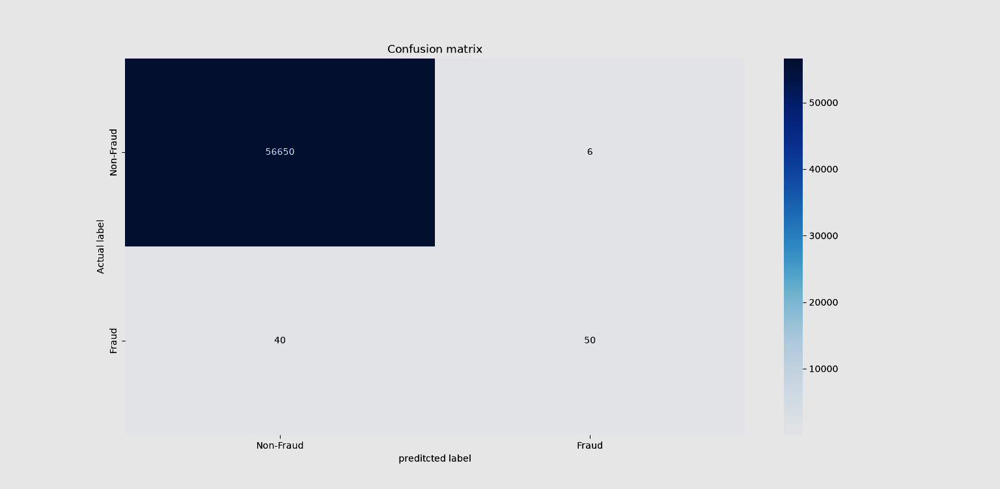 Confusion matrix
Non-Fraud
56650
6
Actual label
Fraud
40
50
Non-Fraud
Fraud
preditcted label
50000
40000
30000
20000
10000